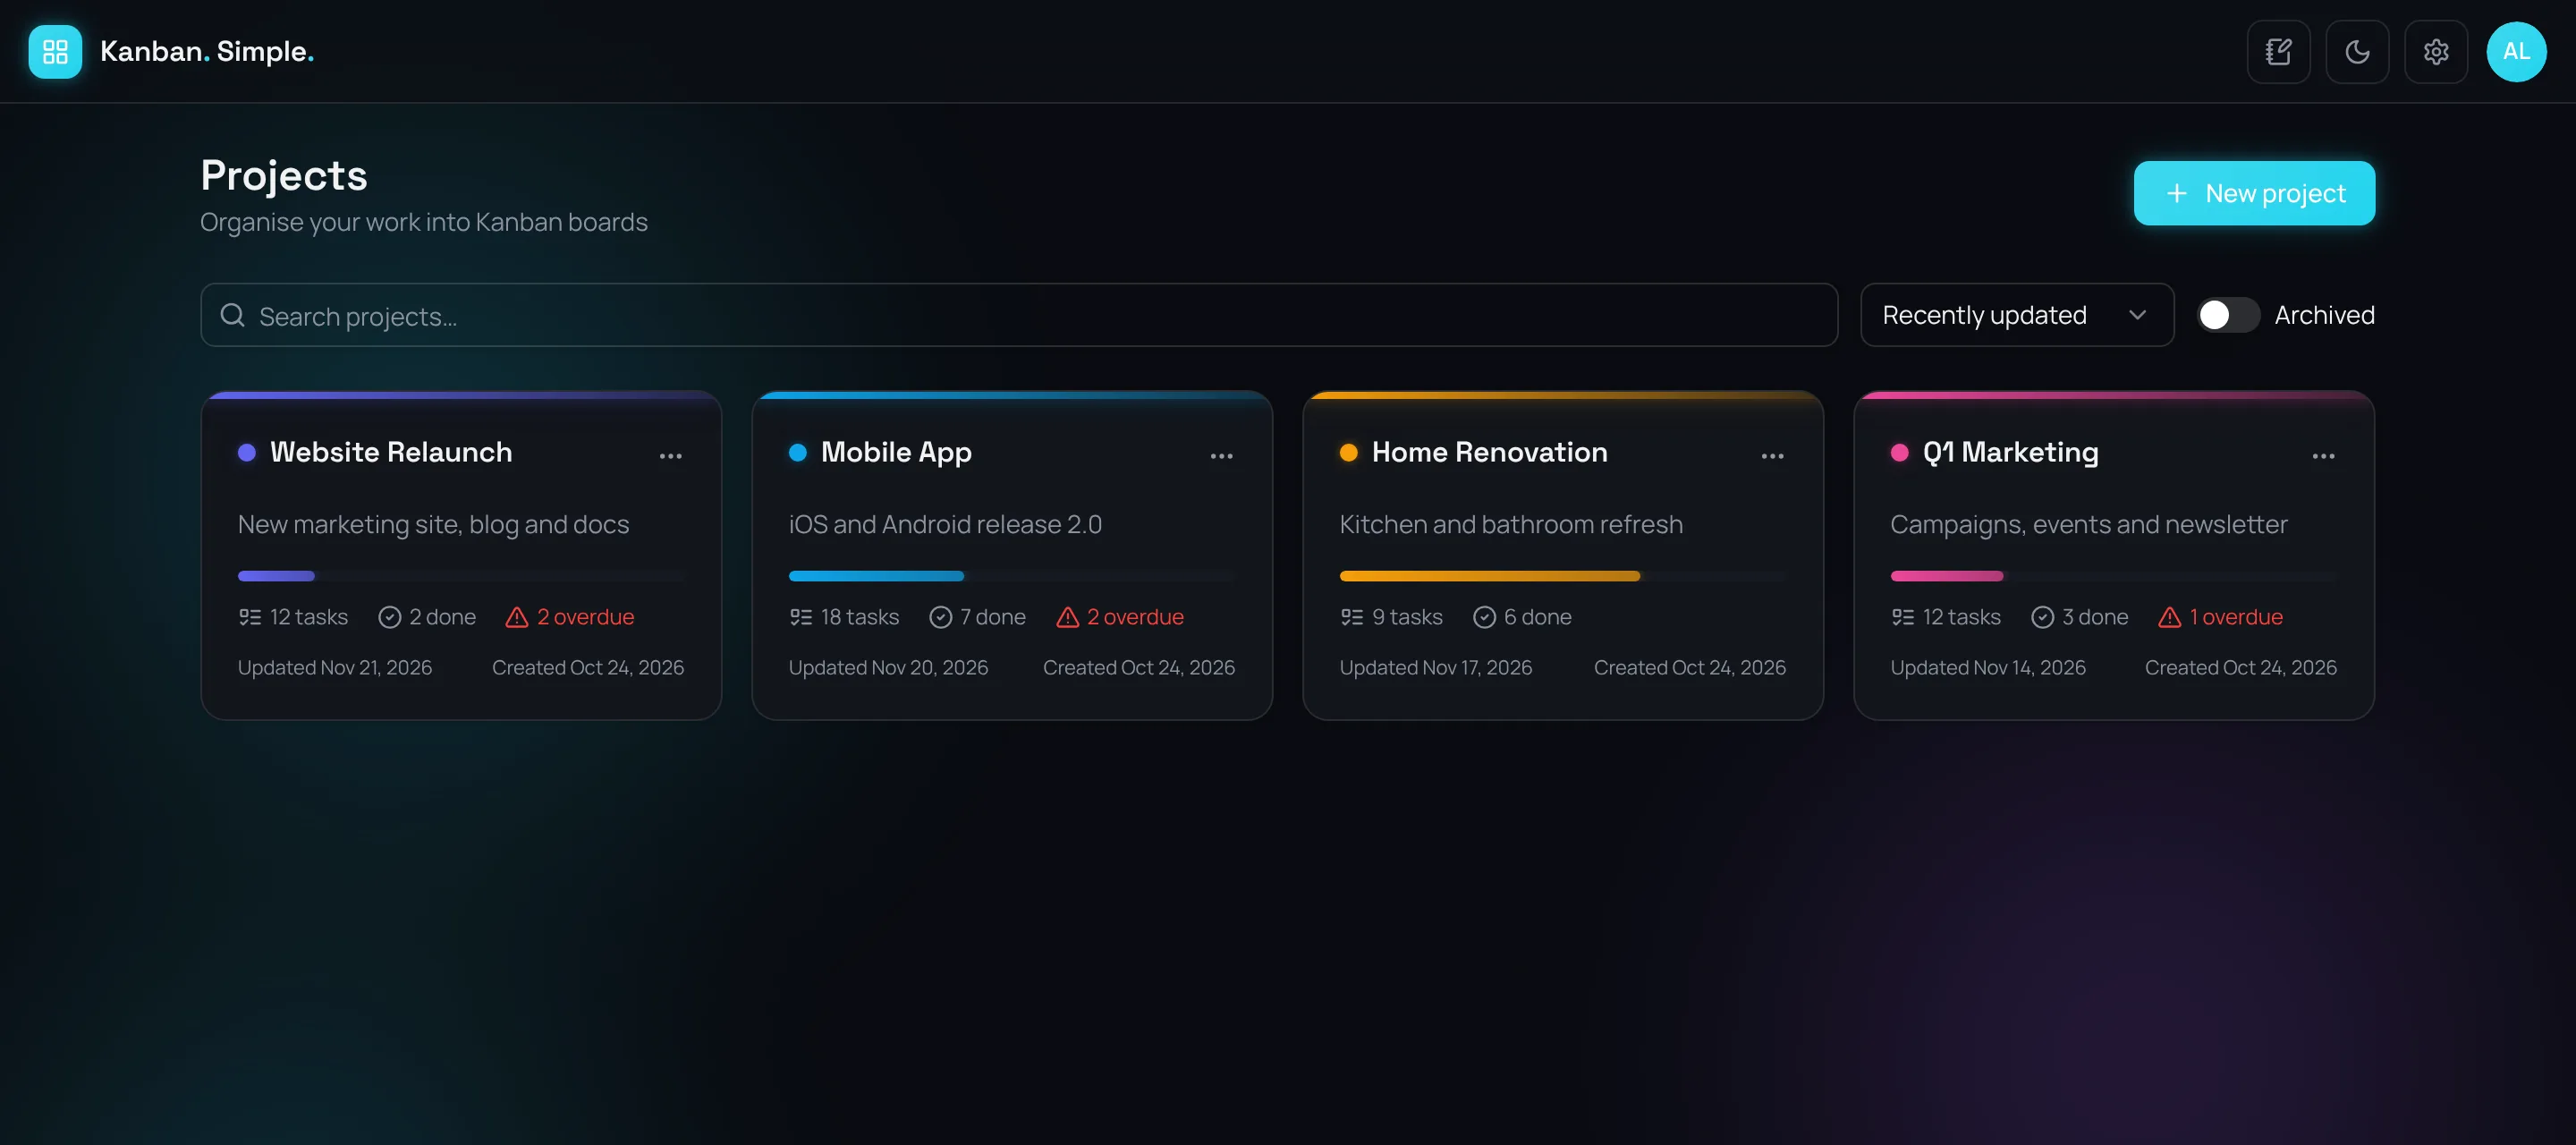 Kanban. Simple.
AL
Projects
Organise your work into Kanban boards
New project
Search projects...
Recently updated
Archived
Website Relaunch
New marketing site, blog and docs
12 tasks 2 done 2 overdue
Updated Nov 21, 2026 Created Oct 24, 2026
Mobile App
iOS and Android release 2.0
18 tasks 7 done 2 overdue
Updated Nov 20, 2026 Created Oct 24, 2026
Home Renovation
Kitchen and bathroom refresh
9 tasks 6 done
Updated Nov 17, 2026 Created Oct 24, 2026
Q1 Marketing
Campaigns, events and newsletter
12 tasks 3 done 1 overdue
Updated Nov 14, 2026 Created Oct 24, 2026